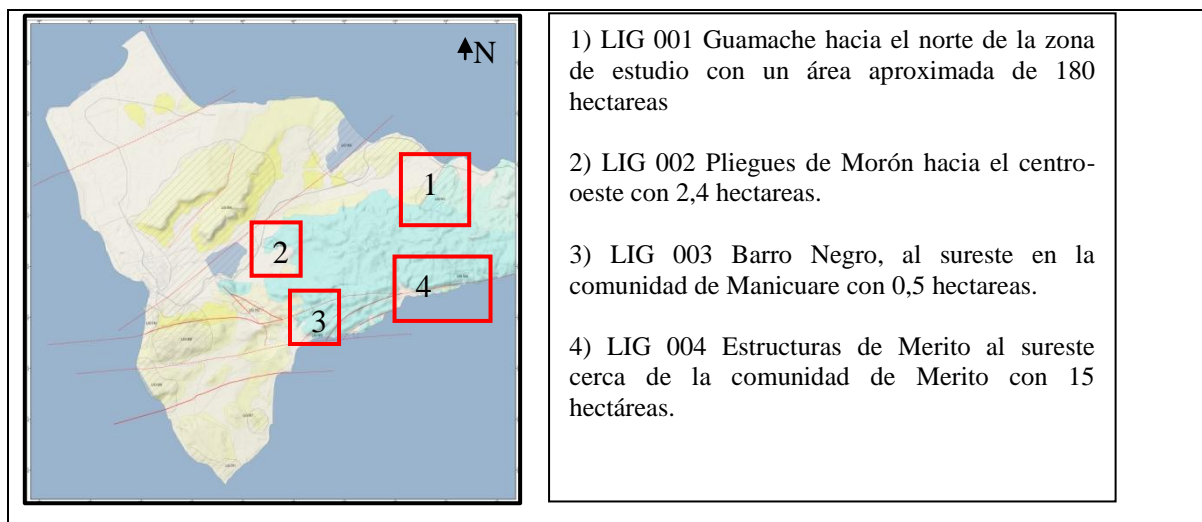 N
1
2
3
4
1) LIG 001 Guamache hacia el norte de la zona
de estudio con un área aproximada de 180
hectareas
2) LIG 002 Pliegues de Morón hacia el centro-
oeste con 2,4 hectareas.
3) LIG 003 Barro Negro, al sureste en la
comunidad de Manicuare con 0,5 hectareas.
4) LIG 004 Estructuras de Merito al sureste
cerca de la comunidad de Merito con 15
hectáreas.